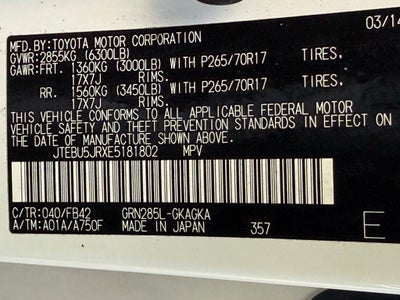 MFD.BY:TOYOTA MOTOR CORPORATION 03/14
GVWR:2855KG (6300LB)
GAWR: FRT. 1360KG (3000LB) WITH P265/70R17 TIRES,
17X7J RIMS.
RR. 1560KG (3450LB) WITH P265/70R17 TIRES,
17X7J RIMS.
THIS VEHICLE CONFORMS TO ALL APPLICABLE FEDERAL MOTOR
VEHICLE SAFETY AND THEFT PREVENTION STANDARDS IN EFFECT ON
THE DATE OF MANUFACTURE SHOWN ABOVE.
JTEBU5JRXE5181802 MPV
C/TR:040/FB42 GRN285L-GKAGKA
A/TM:A01A/A750F MADE IN JAPAN 357 E